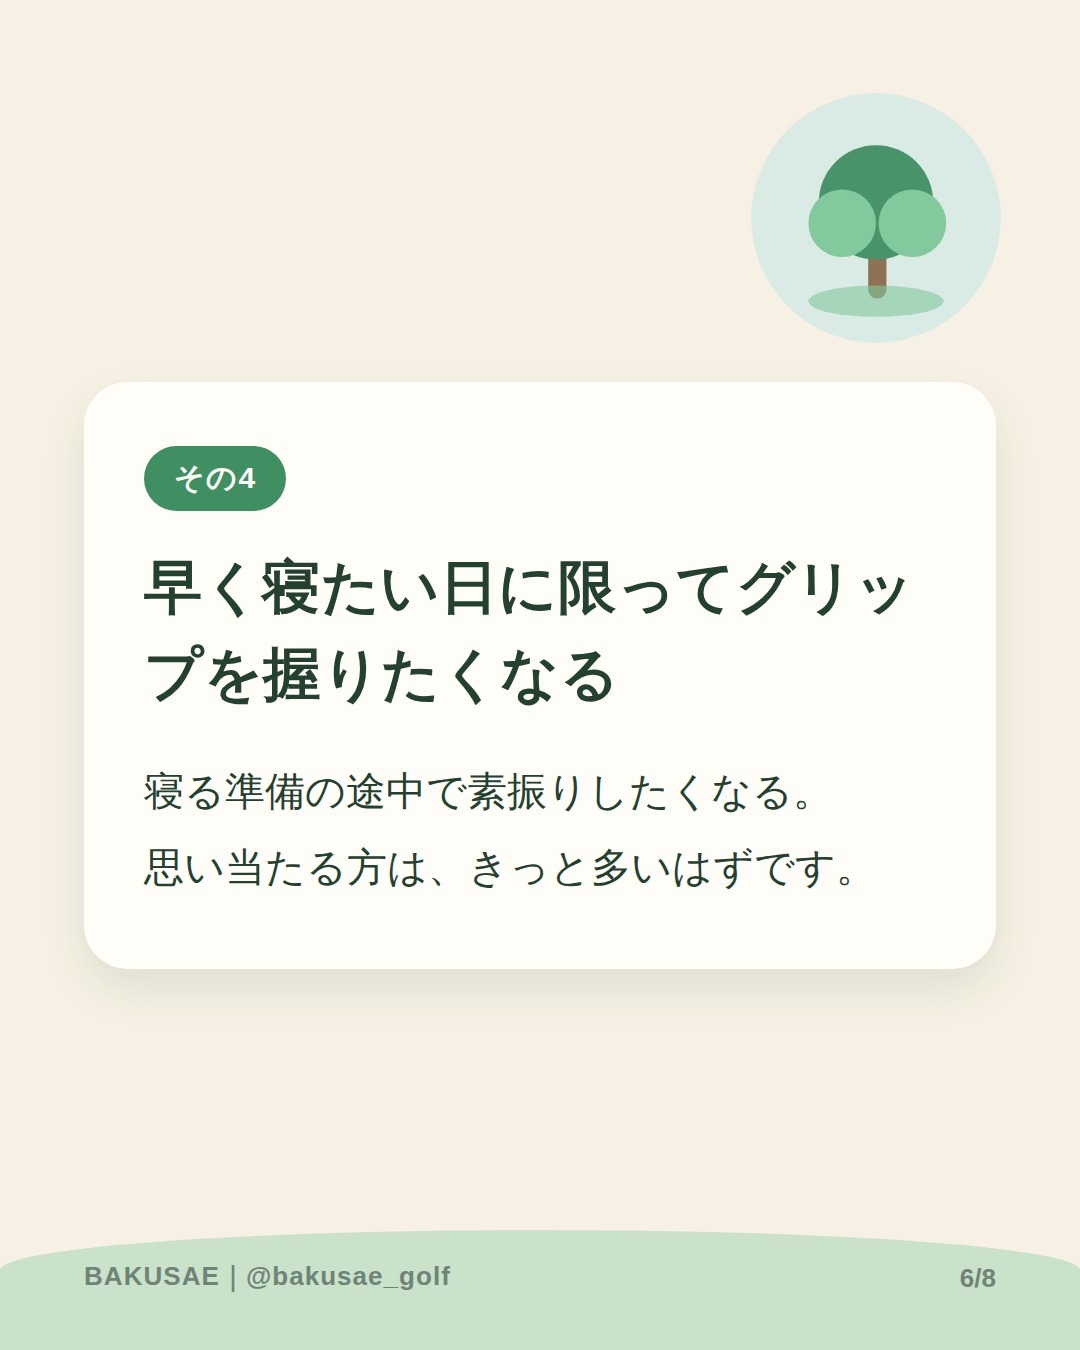 その4
早く寝たい日に限ってグリッ
プを握りたくなる
寝る準備の途中で素振りしたくなる。
思い当たる方は、きっと多いはずです。
BAKUSAE | @bakusae_golf
6/8